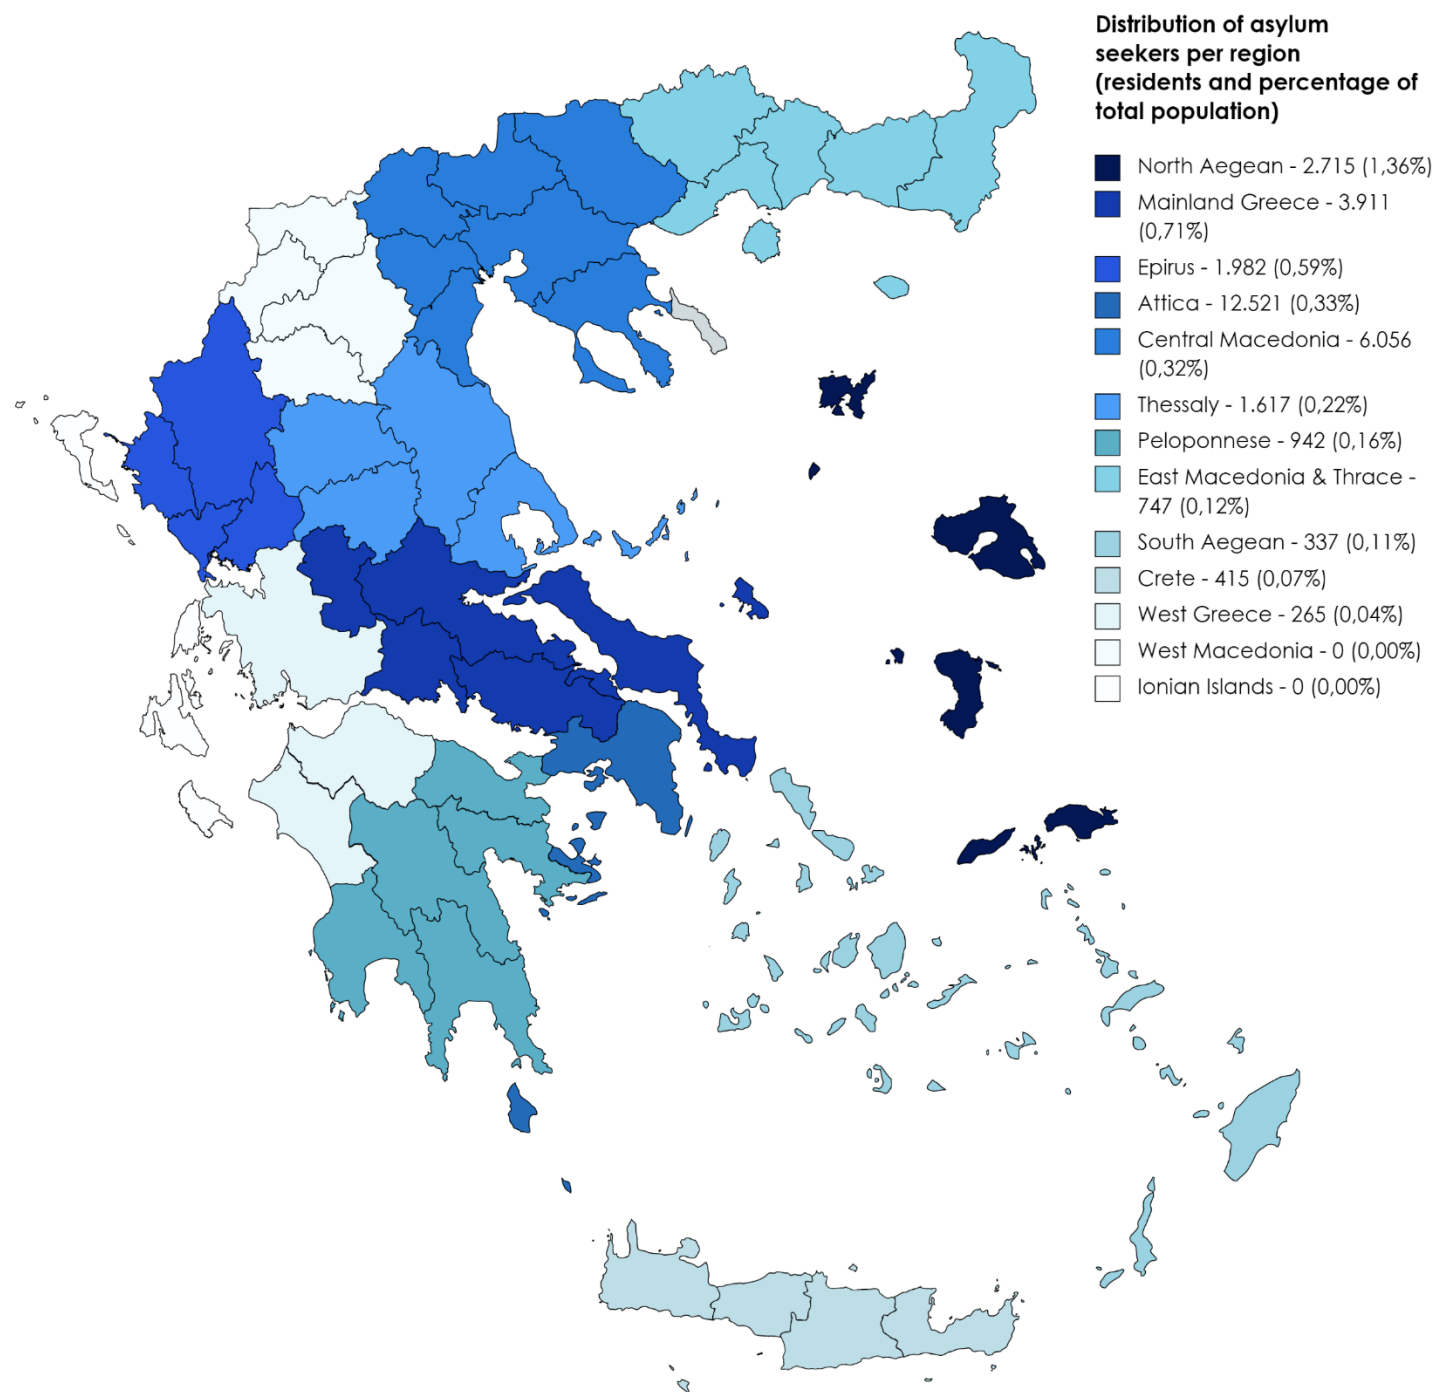 Distribution of asylum
seekers per region
(residents and percentage of
total population)
North Aegean - 2.715 (1,36%)
Mainland Greece - 3.911
(0,71%)
Epirus - 1.982 (0,59%)
Attica - 12.521 (0,33%)
Central Macedonia - 6.056
(0,32%)
Thessaly - 1.617 (0,22%)
Peloponnese - 942 (0,16%)
East Macedonia & Thrace -
747 (0,12%)
South Aegean - 337 (0,11%)
Crete - 415 (0,07%)
West Greece - 265 (0,04%)
West Macedonia - 0 (0,00%)
Ionian Islands - 0 (0,00%)